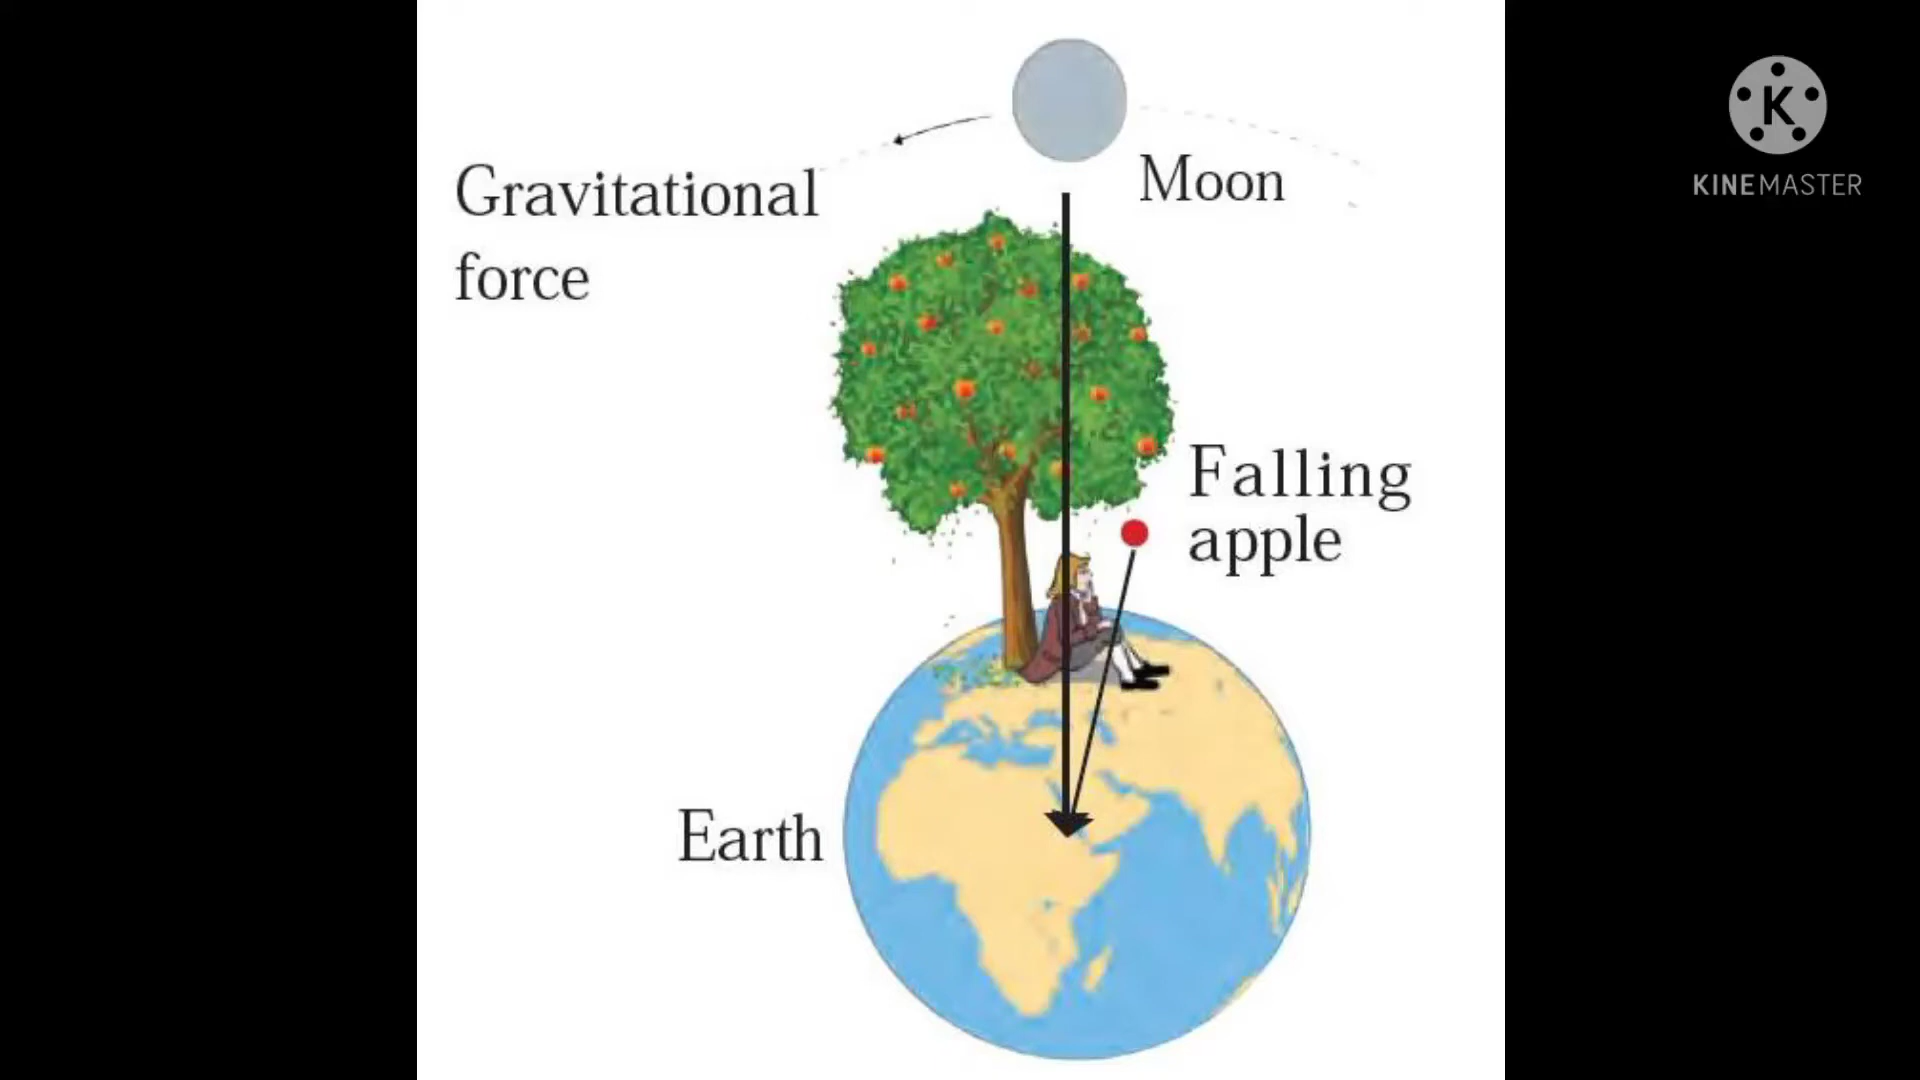 Gravitational
force
Moon
Falling
apple
Earth
K
KINEMASTER